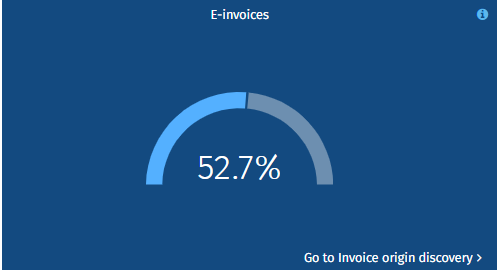 E-invoices
52.7%
Go to Invoice origin discovery >